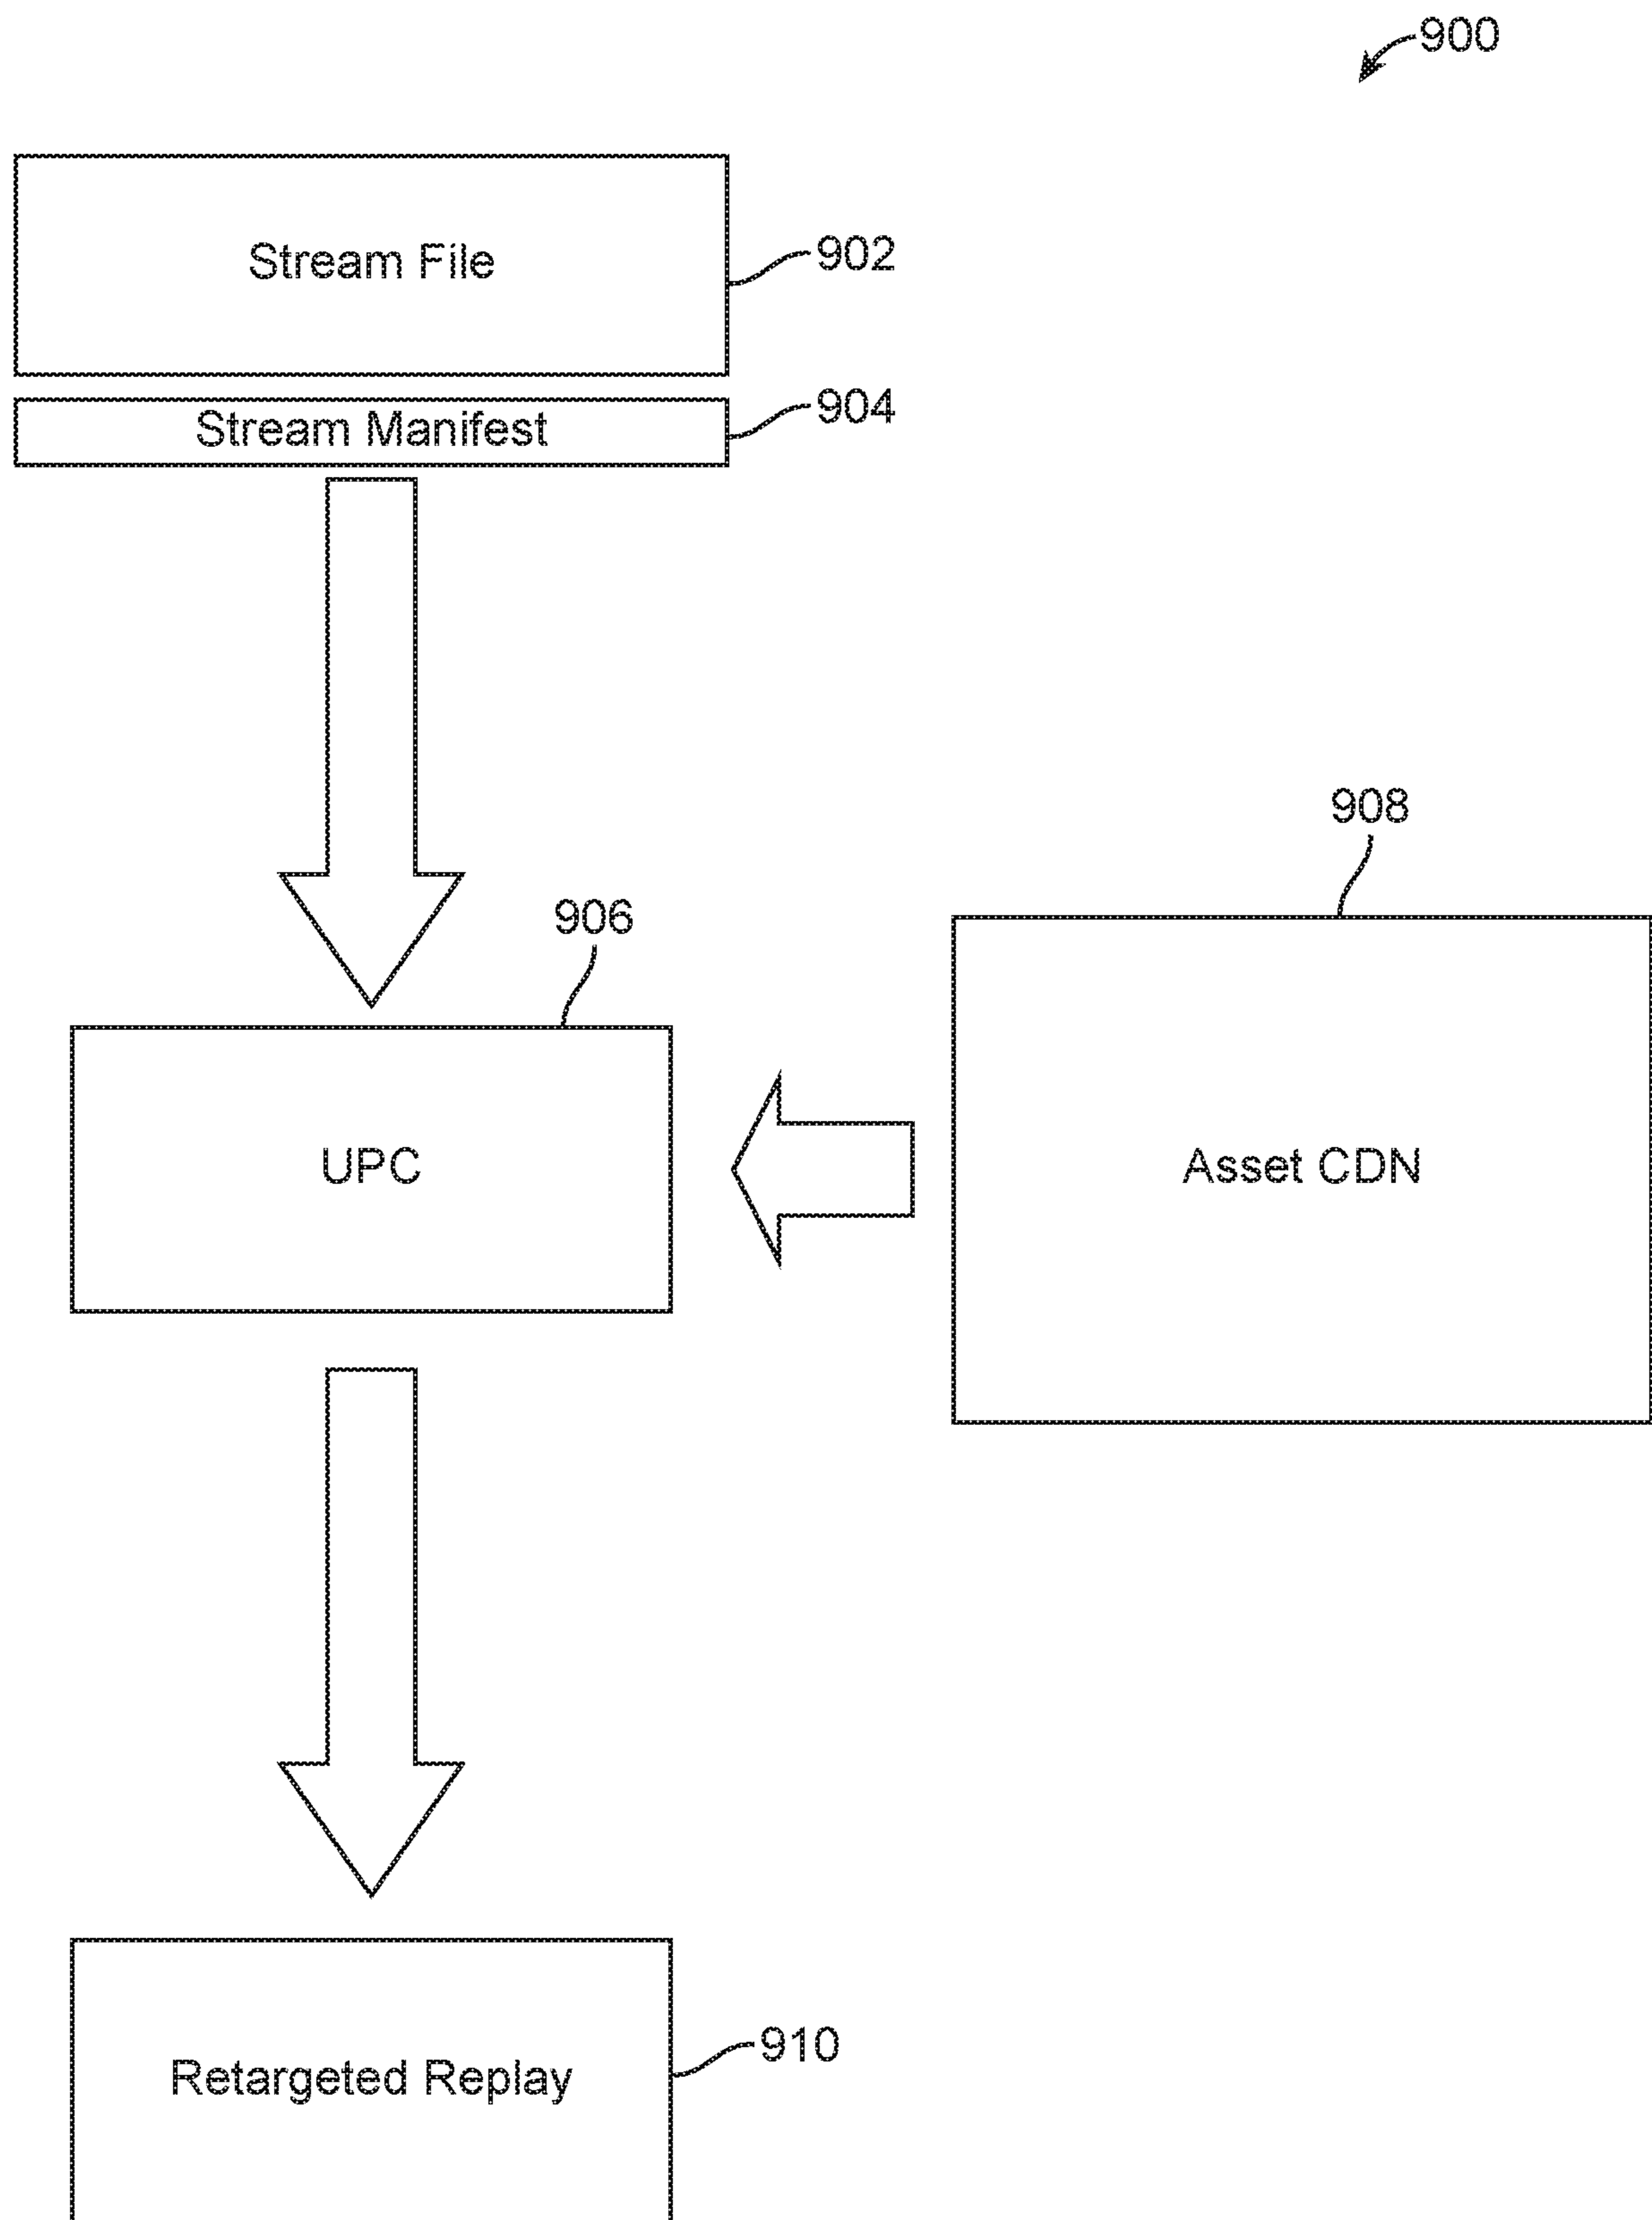 900
Stream File
902
Stream Manifest
904
908
906
UPC
Asset CDN
Retargeted Replay
910